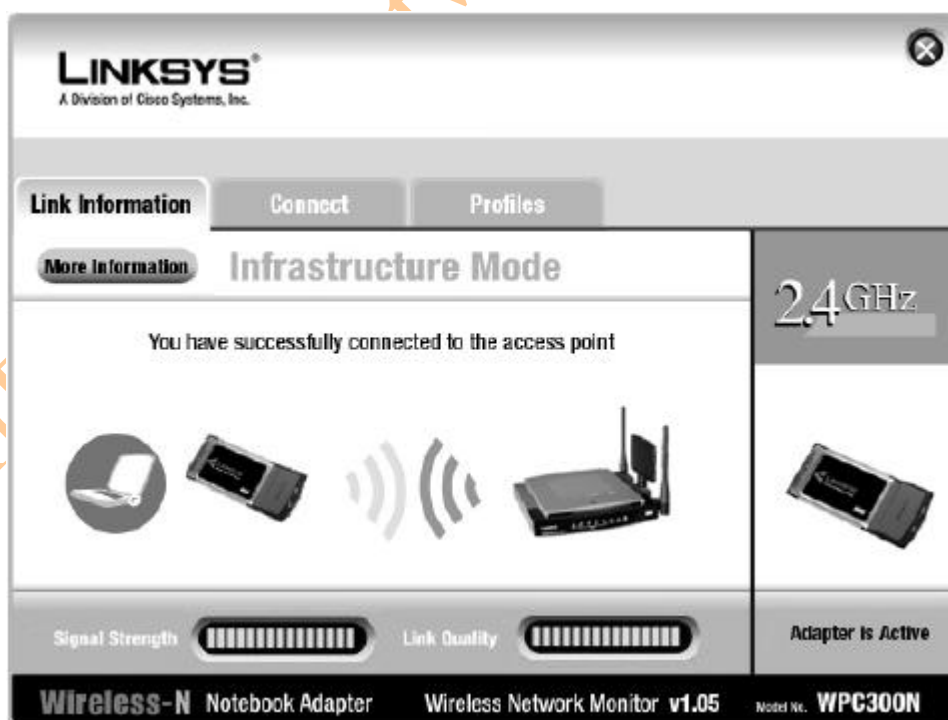 LINKSYS®
A Division of Cisco Systems, Inc.
Link Information
Connect
Profiles
More Information
Infrastructure Mode
2.4 GHz
You have successfully connected to the access point
Signal Strength
Link Quality
Adapter is Active
Wireless-N Notebook Adapter
Wireless Network Monitor v1.05
Model No. WPC300N